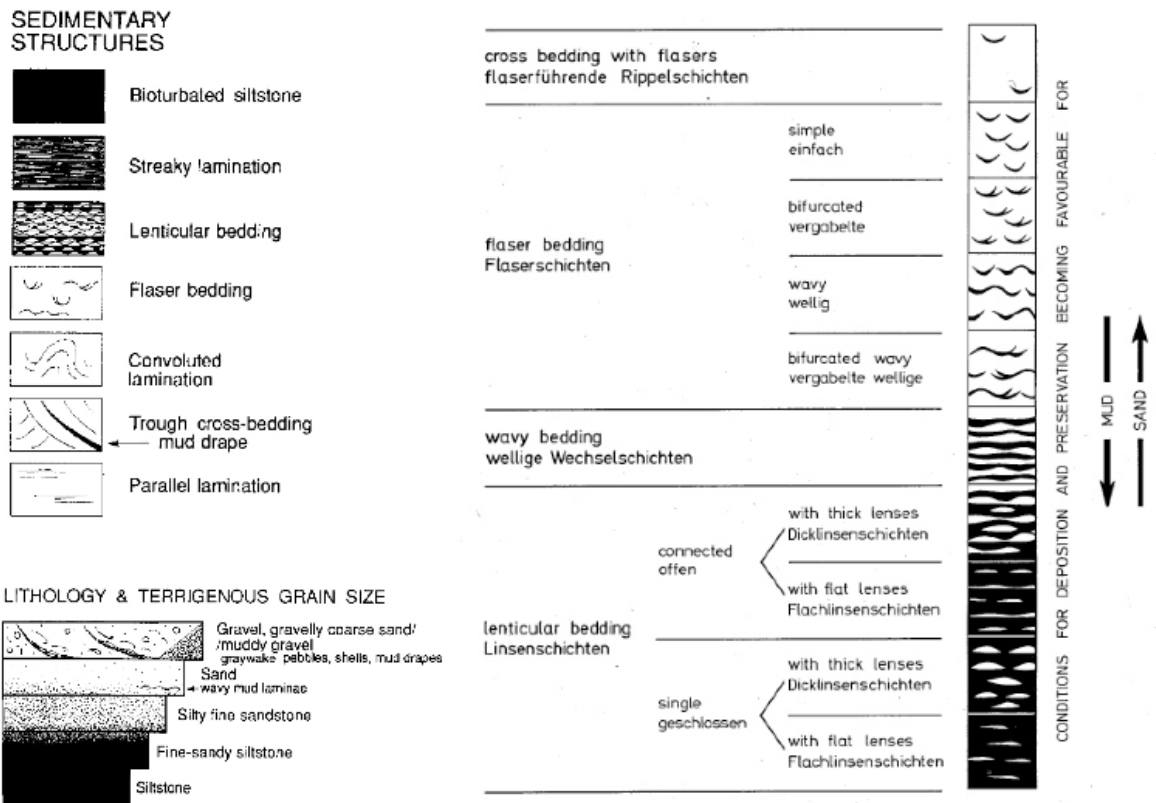 SEDIMENTARY
STRUCTURES
Bioturbated siltstone
Streaky lamination
Lenticular bedding
Flaser bedding
Convoluted
lamination
Trough cross-bedding
mud drape
Parallel lamination
LITHOLOGY & TERRIGENOUS GRAIN SIZE
Gravel, gravelly coarse sand/
/muddy gravel
graywake pebbles, shells, mud drapes
Sand
wavy mud laminae
Silty fine sandstone
Fine-sandy siltstone
Siltstone
cross bedding with flasers
flaserführende Rippelschichten
flaser bedding
Flaserschichten
simple
einfach
bifurcated
vergabelte
wavy
wellig
bifurcated wavy
vergabelte wellige
wavy bedding
wellige Wechselschichten
lenticular bedding
Linsenschichten
connected
offen
with thick lenses
Dicklinsenschichten
with flat lenses
Flachlinsenschichten
single
geschlossen
with thick lenses
Dicklinsenschichten
with flat lenses
Flachlinsenschichten
CONDITIONS FOR DEPOSITION AND PRESERVATION BECOMING FAVOURABLE FOR
MUD
SAND